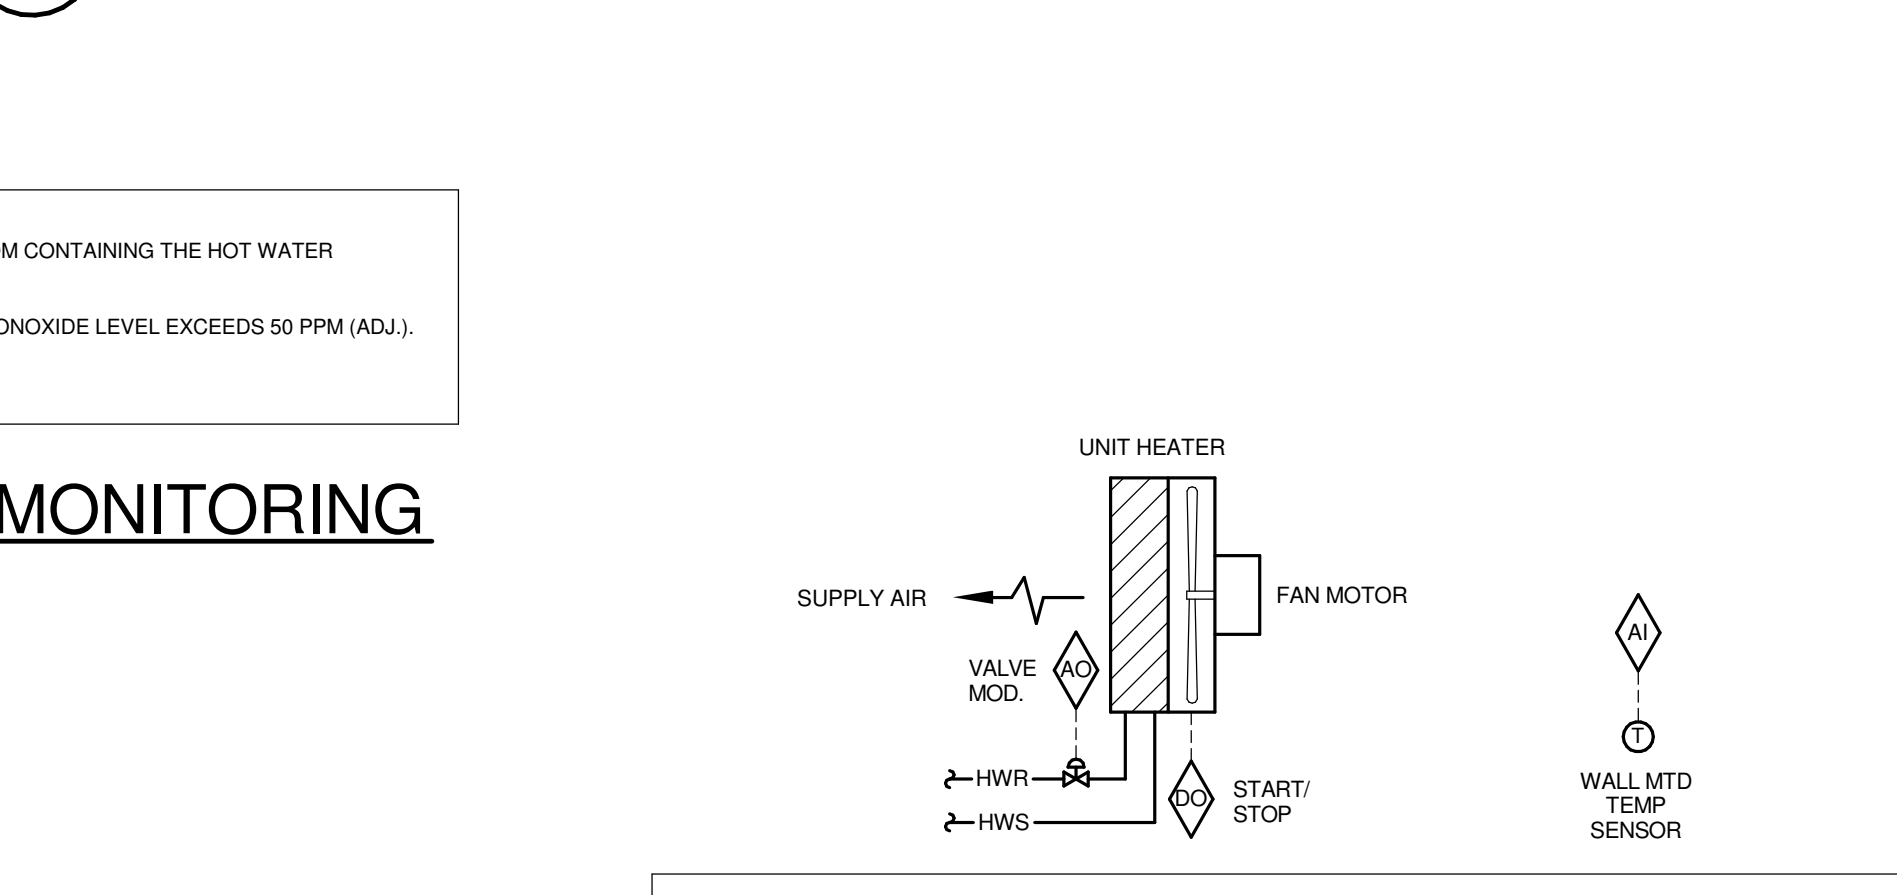 CONTAINING THE HOT WATER
LEVEL EXCEEDS 50 PPM (ADJ.).
MONITORING
UNIT HEATER
SUPPLY AIR
FAN MOTOR
VALVE
MOD.
AO
HWR
HWS
DO
START/
STOP
AI
T
WALL MTD
TEMP
SENSOR